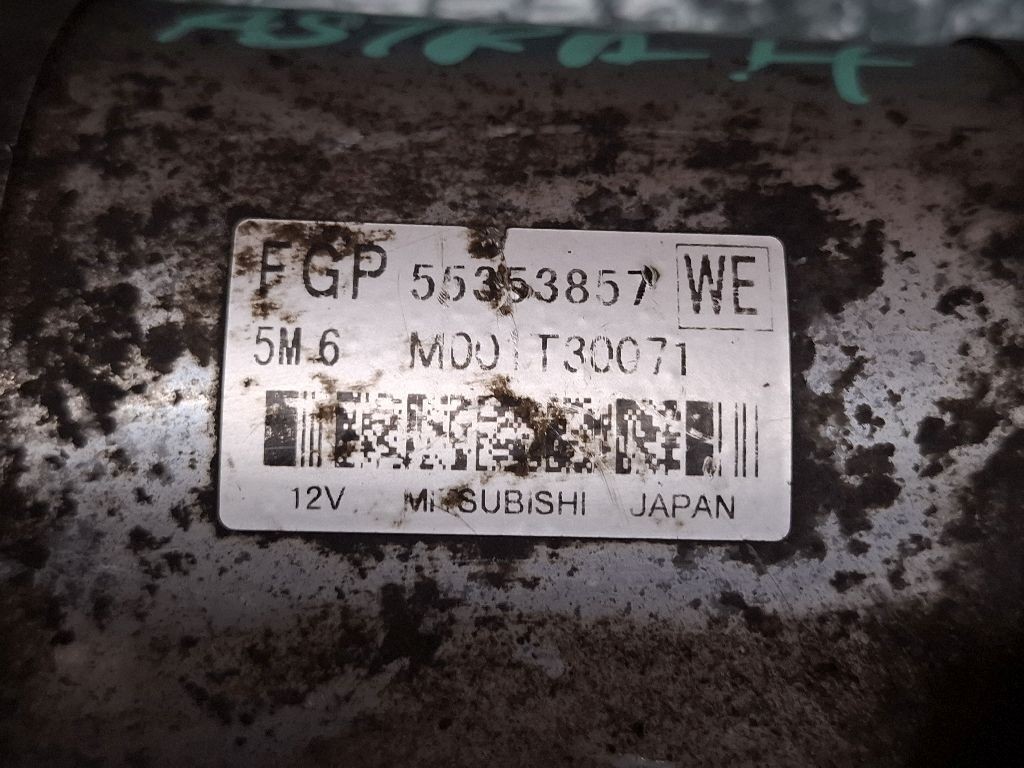 ASTRA-H
FGP 55353857 WE
5M 6 M001T30071
12V MITSUBISHI JAPAN